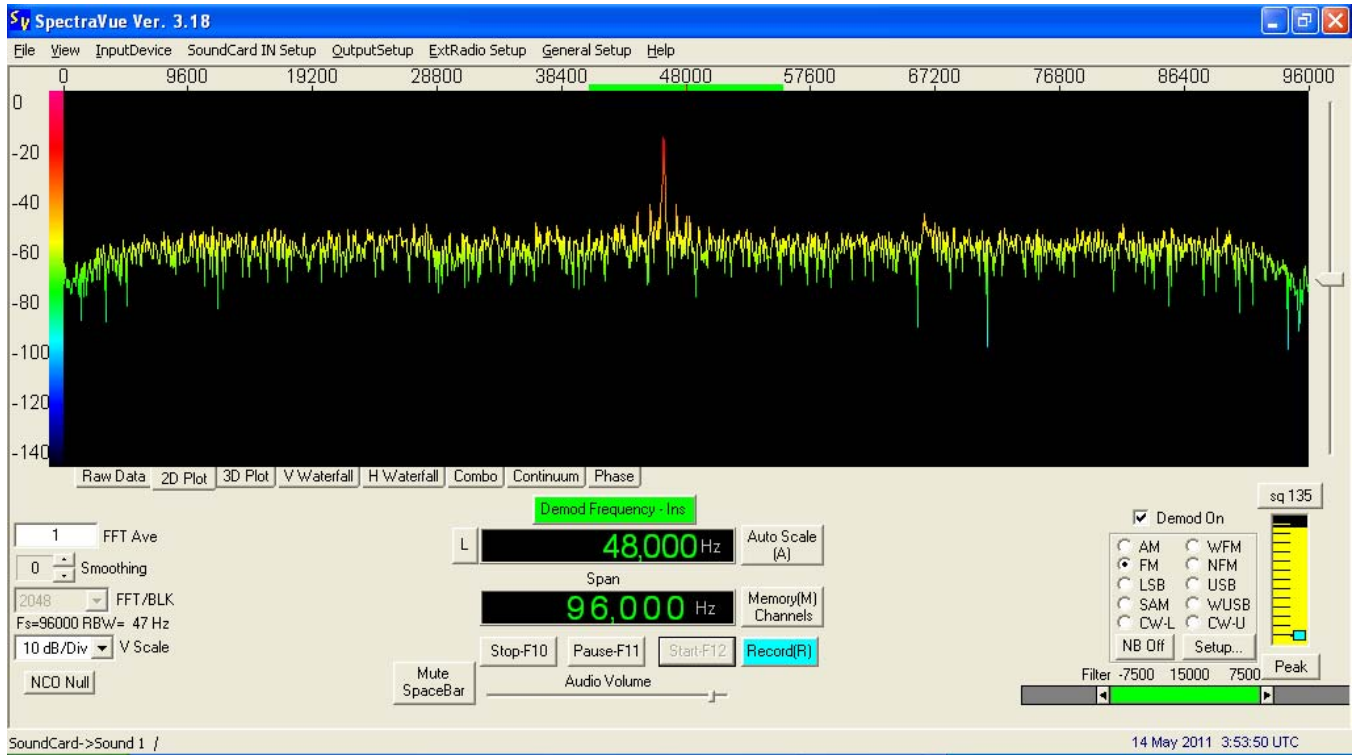 SpectraVue Ver. 3.18
File View InputDevice SoundCard IN Setup OutputSetup ExtRadio Setup General Setup Help
0 9600 19200 28800 38400 48000 57600 67200 76800 86400 96000
0
-20
-40
-60
-80
-100
-120
-140
Raw Data 2D Plot 3D Plot V Waterfall H Waterfall Combo Continuum Phase
Demod Frequency - Ins
L 48,000 Hz Auto Scale (A)
Span
96,000 Hz Memory(M) Channels
Stop-F10 Pause-F11 Start-F12 Record(R)
Mute SpaceBar
Audio Volume
1 FFT Ave
0 Smoothing
2048 FFT/BLK
Fs=96000 RBW= 47 Hz
10 dB/Div V Scale
NCO Null
sq 135
Demod On
AM WFM
FM NFM
LSB USB
SAM WUSB
CW-L CW-U
NB Off Setup...
Peak
Filter -7500 15000 7500
SoundCard->Sound 1 /
14 May 2011 3:53:50 UTC